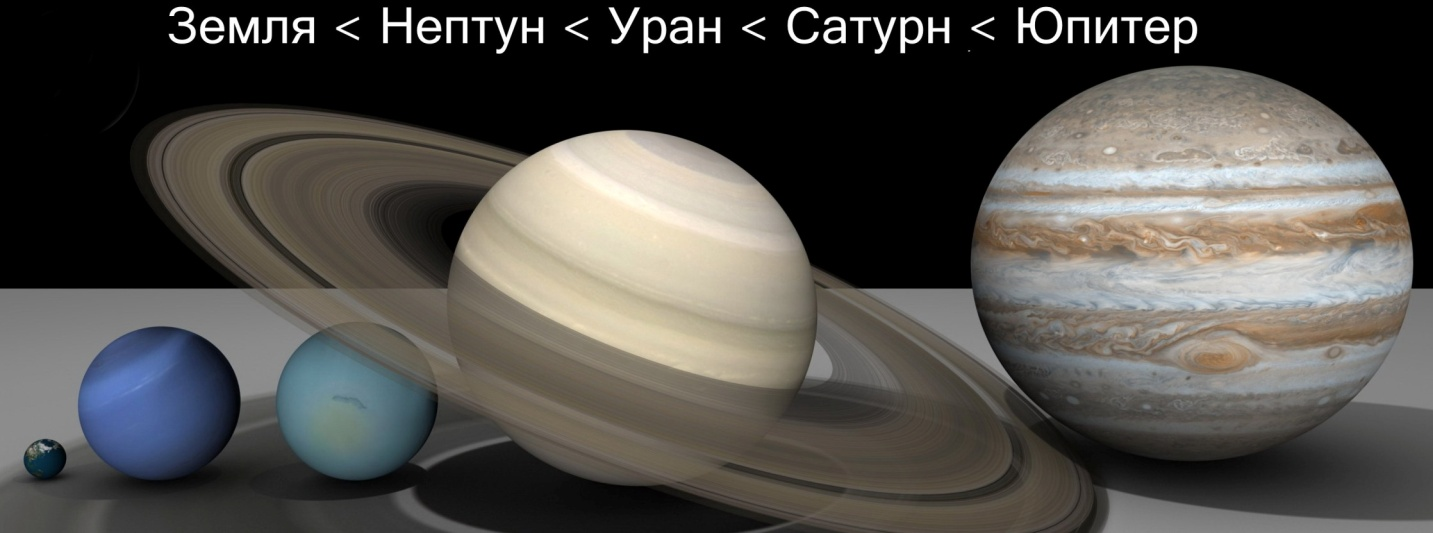 Земля < Нептун < Уран < Сатурн < Юпитер